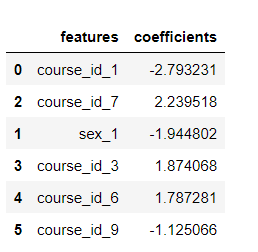 features coefficients
0 course_id_1 -2.793231
2 course_id_7 2.239518
1 sex_1 -1.944802
3 course_id_3 1.874068
4 course_id_6 1.787281
5 course_id_9 -1.125066